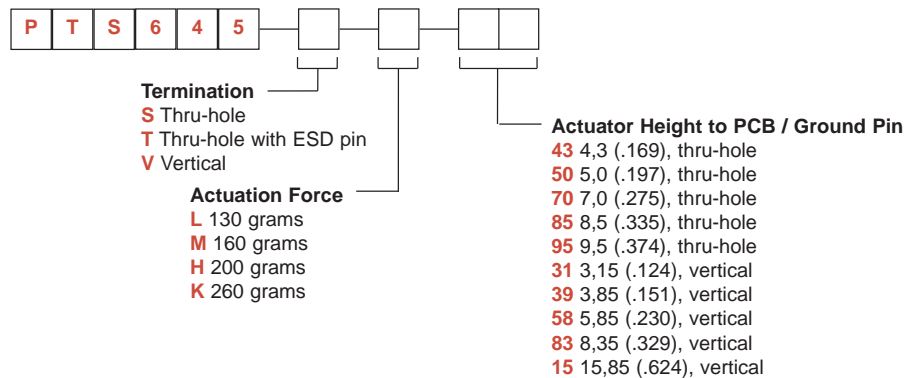 P T S 6 4 5
Termination
S Thru-hole
T Thru-hole with ESD pin
V Vertical
Actuation Force
L 130 grams
M 160 grams
H 200 grams
K 260 grams
Actuator Height to PCB / Ground Pin
43 4,3 (.169), thru-hole
50 5,0 (.197), thru-hole
70 7,0 (.275), thru-hole
85 8,5 (.335), thru-hole
95 9,5 (.374), thru-hole
31 3,15 (.124), vertical
39 3,85 (.151), vertical
58 5,85 (.230), vertical
83 8,35 (.329), vertical
15 15,85 (.624), vertical